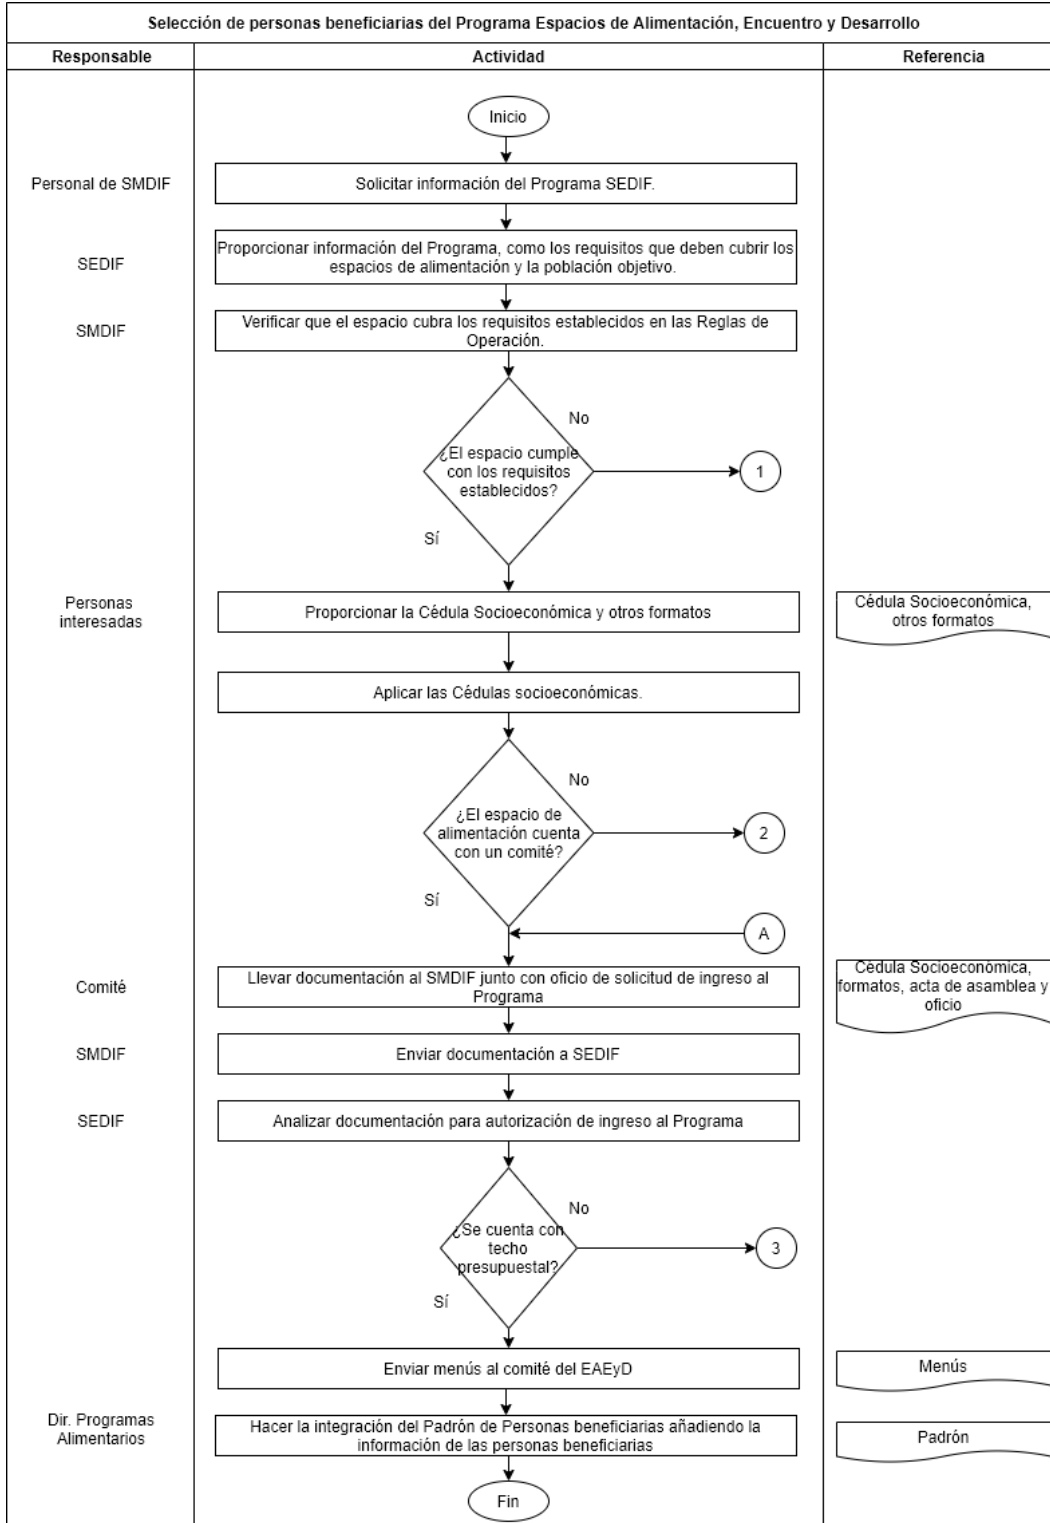 Selección de personas beneficiarias del Programa Espacios de Alimentación, Encuentro y Desarrollo
Responsable
Actividad
Referencia
Inicio
Personal de SMDIF
Solicitar información del Programa SEDIF.
SEDIF
Proporcionar información del Programa, como los requisitos que deben cubrir los
espacios de alimentación y la población objetivo.
SMDIF
Verificar que el espacio cubra los requisitos establecidos en las Reglas de
Operación.
No
¿El espacio cumple
con los requisitos
establecidos?
1
Sí
Personas
interesadas
Proporcionar la Cédula Socioeconómica y otros formatos
Cédula Socioeconómica,
otros formatos
Aplicar las Cédulas socioeconómicas.
No
¿El espacio de
alimentación cuenta
con un comité?
2
Sí
A
Comité
Llevar documentación al SMDIF junto con oficio de solicitud de ingreso al
Programa
Cédula Socioeconómica,
formatos, acta de asamblea y
oficio
SMDIF
Enviar documentación a SEDIF
SEDIF
Analizar documentación para autorización de ingreso al Programa
No
¿Se cuenta con
techo
presupuestal?
3
Sí
Enviar menús al comité del EAEyD
Menús
Dir. Programas
Alimentarios
Hacer la integración del Padrón de Personas beneficiarias añadiendo la
información de las personas beneficiarias
Padrón
Fin